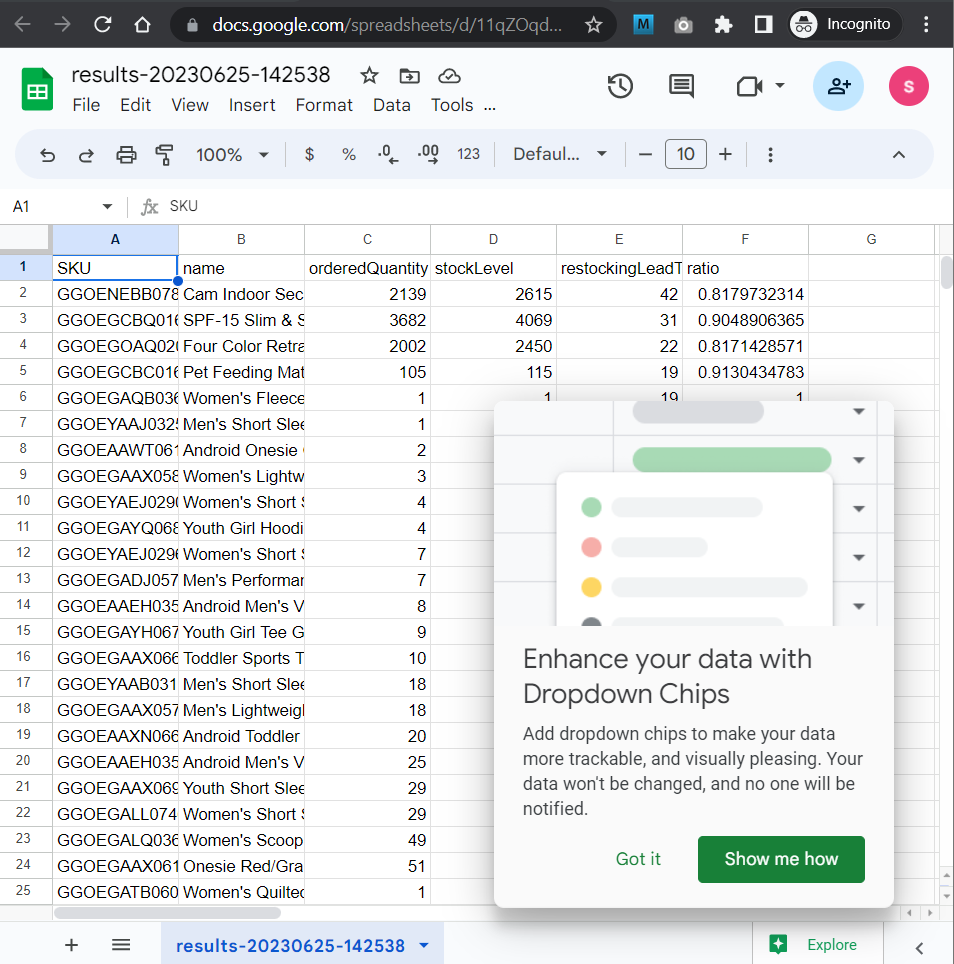 docs.google.com/spreadsheets/d/11qZOqd...
M
Incognito
results-20230625-142538
File Edit View Insert Format Data Tools ...
S
100% $ % .0 .00 123 Defaul... — 10 +
A1 fx SKU
A B C D E F G
1 SKU name orderedQuantity stockLevel restockingLeadT ratio
2 GGOENEBB078 Cam Indoor Sec 2139 2615 42 0.8179732314
3 GGOEGCBQ016 SPF-15 Slim & S 3682 4069 31 0.9048906365
4 GGOEGOAQ020 Four Color Retra 2002 2450 22 0.8171428571
5 GGOEGCBC016 Pet Feeding Mat 105 115 19 0.9130434783
6 GGOEGAQB036 Women's Fleece 1 1 19 1
7 GGOEYAAJ0325 Men's Short Slee 1
8 GGOEAAWT061 Android Onesie 2
9 GGOEGAAX058 Women's Lightw 3
10 GGOEYAEJ0290 Women's Short S 4
11 GGOEGAYQ068 Youth Girl Hoodi 4
12 GGOEYAEJ0296 Women's Short S 7
13 GGOEGADJ057 Men's Performan 7
14 GGOEAAEH035 Android Men's V 8
15 GGOEGAYH067 Youth Girl Tee G 9
16 GGOEGAAX066 Toddler Sports T 10
17 GGOEYAAB031 Men's Short Slee 18
18 GGOEGAAX057 Men's Lightweigl 18
19 GGOEAAXN066 Android Toddler 20
20 GGOEAAEH035 Android Men's V 25
21 GGOEGAAX069 Youth Short Slee 29
22 GGOEGALL074 Women's Short S 29
23 GGOEGALQ036 Women's Scoop 49
24 GGOEGAAX061 Onesie Red/Gra 51
25 GGOEGATB060 Women's Quilted 1
Enhance your data with
Dropdown Chips
Add dropdown chips to make your data
more trackable, and visually pleasing. Your
data won't be changed, and no one will be
notified.
Got it Show me how
+ results-20230625-142538 Explore